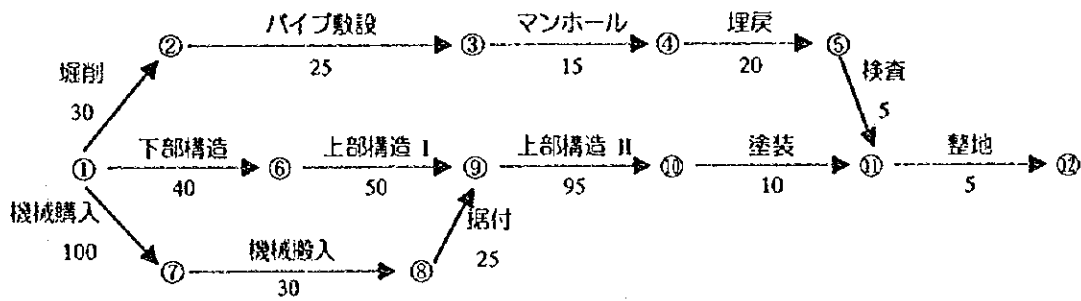 ② パイプ敷設 25 ③ マンホール 15 ④ 埋戻 20 ⑤
堀削 30
検査 5
① 下部構造 40 ⑥ 上部構造 I 50 ⑨ 上部構造 II 95 ⑩ 塗装 10 ⑪ 整地 5 ⑫
機械購入 100
据付 25
⑦ 機械搬入 30 ⑧